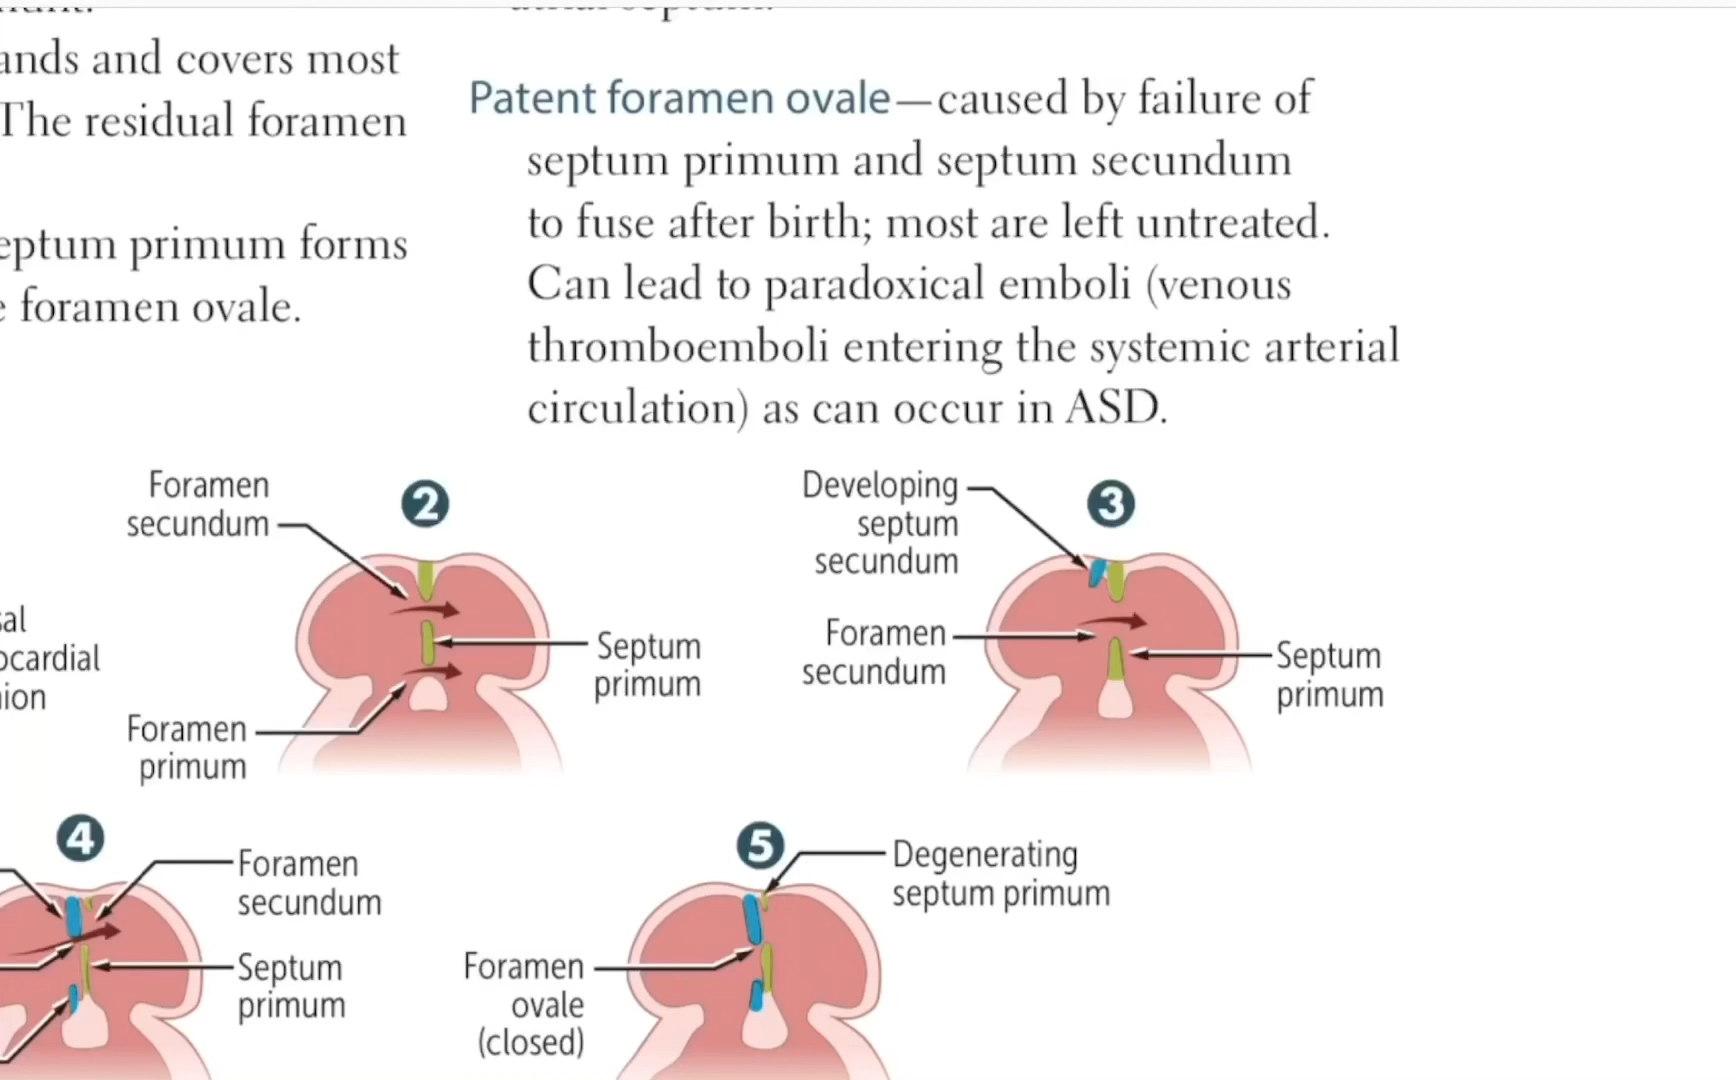 ands and covers most
The residual foramen
eptum primum forms
foramen ovale.
Patent foramen ovale—caused by failure of
septum primum and septum secundum
to fuse after birth; most are left untreated.
Can lead to paradoxical emboli (venous
thromboemboli entering the systemic arterial
circulation) as can occur in ASD.
Foramen
secundum
2
Septum
primum
Foramen
primum
Developing
septum
secundum
3
Foramen
secundum
Septum
primum
sal
ocardial
ion
4
Foramen
secundum
Septum
primum
5
Degenerating
septum primum
Foramen
ovale
(closed)